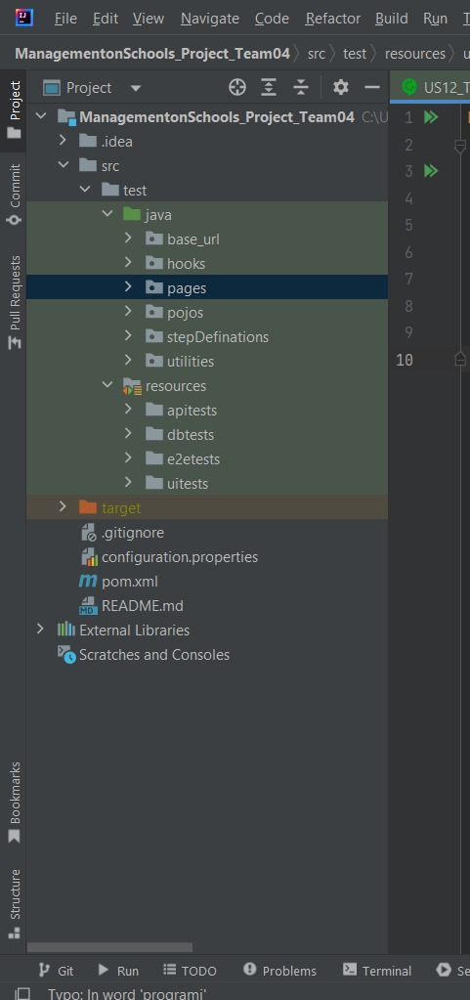 File Edit View Navigate Code Refactor Build Run
ManagementonSchools_Project_Team04 src test resources
Project
US12_T
ManagementonSchools_Project_Team04 C:\U
.idea
src
test
java
base_url
hooks
pages
pojos
stepDefinations
utilities
resources
apitests
dbtests
e2etests
uitests
target
.gitignore
configuration.properties
pom.xml
README.md
External Libraries
Scratches and Consoles
1
2
3
4
5
6
7
8
9
10
Project
Commit
Pull Requests
Bookmarks
Structure
Git Run TODO Problems Terminal Se
Typo: In word 'programi'